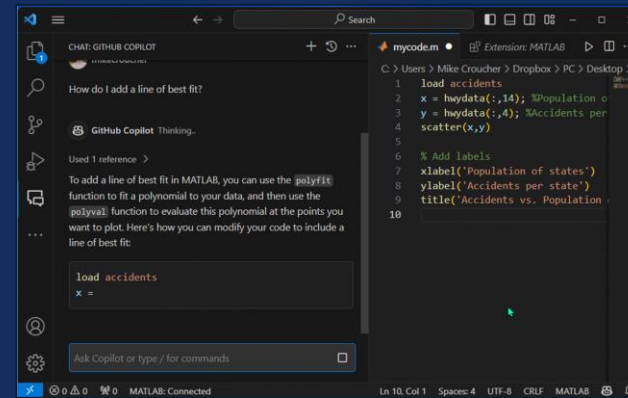 Search
CHAT: GITHUB COPILOT
mikecroucher
How do I add a line of best fit?
GitHub Copilot Thinking..
Used 1 reference >
To add a line of best fit in MATLAB, you can use the polyfit
function to fit a polynomial to your data, and then use the
polyval function to evaluate this polynomial at the points you
want to plot. Here's how you can modify your code to include a
line of best fit:
load accidents
x =
Ask Copilot or type / for commands
mycode.m
Extension: MATLAB
C: > Users > Mike Croucher > Dropbox > PC > Desktop
1 load accidents
2 x = hwydata(:,14); %Population o
3 y = hwydata(:,4); %Accidents per
4 scatter(x,y)
5
6 % Add labels
7 xlabel('Population of states')
8 ylabel('Accidents per state')
9 title('Accidents vs. Population
10
1
0 0 0 MATLAB: Connected
Ln 10, Col 1 Spaces: 4 UTF-8 CRLF MATLAB